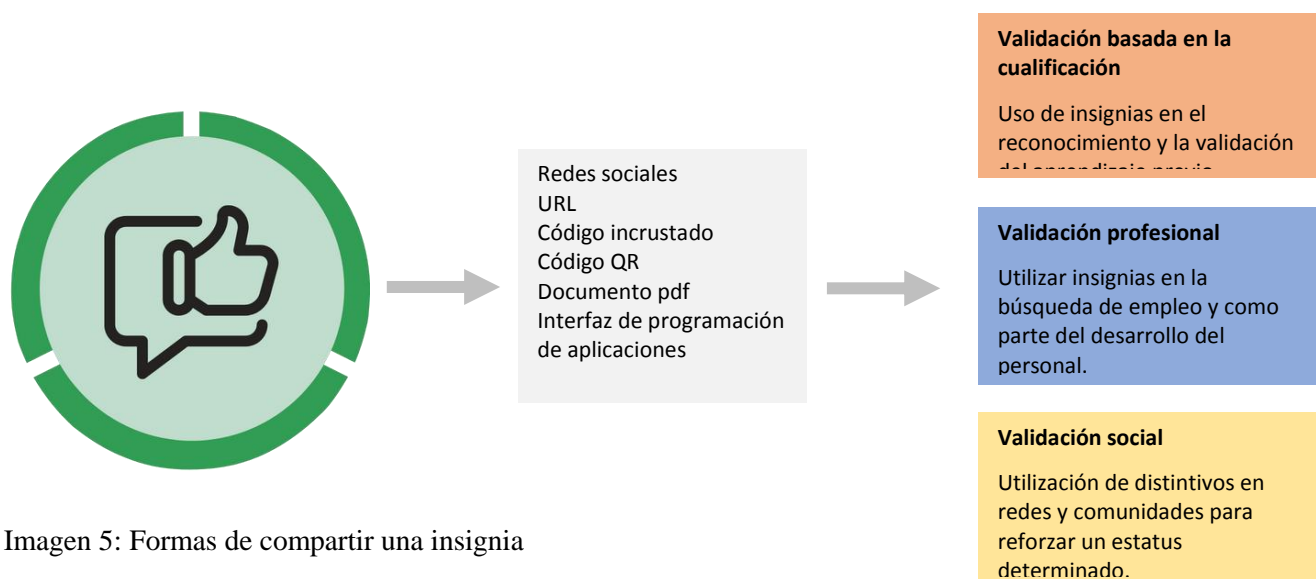 Validación basada en la
cualificación
Uso de insignias en el
reconocimiento y la validación
del aprendizaje previo
Redes sociales
URL
Código incrustado
Código QR
Documento pdf
Interfaz de programación
de aplicaciones
Validación profesional
Utilizar insignias en la
búsqueda de empleo y como
parte del desarrollo del
personal.
Validación social
Utilización de distintivos en
redes y comunidades para
reforzar un estatus
determinado.
Imagen 5: Formas de compartir una insignia